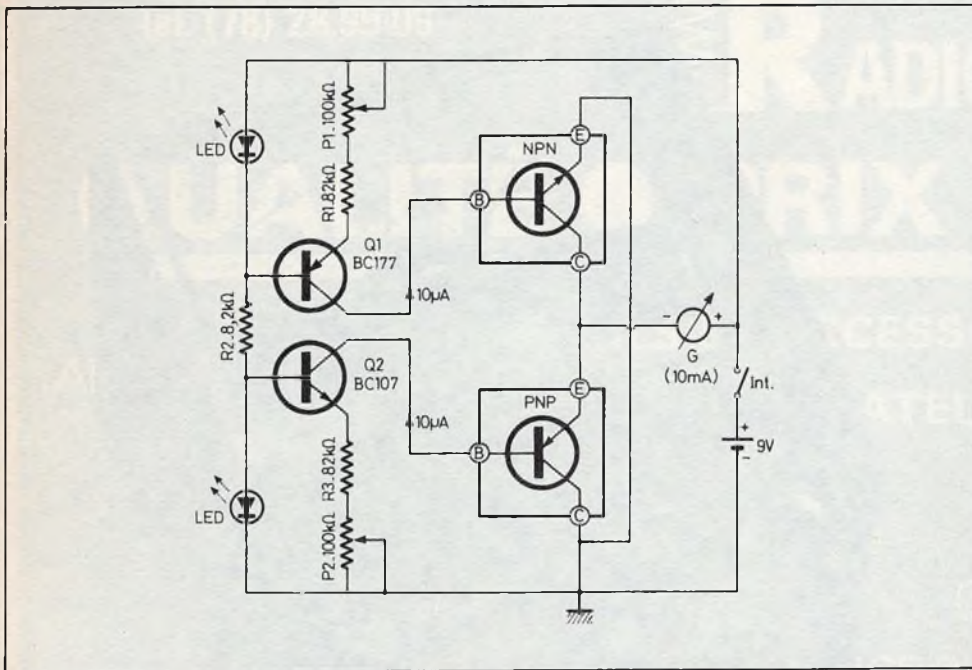 LED
P1.100kΩ
R1.82kΩ
Q1
BC177
10µA
NPN
E
B
C
R2.8,2kΩ
Q2
BC107
10µA
PNP
E
B
C
- +
G
(10mA)
Int.
+
9V
-
LED
R3.82kΩ
P2.100kΩ